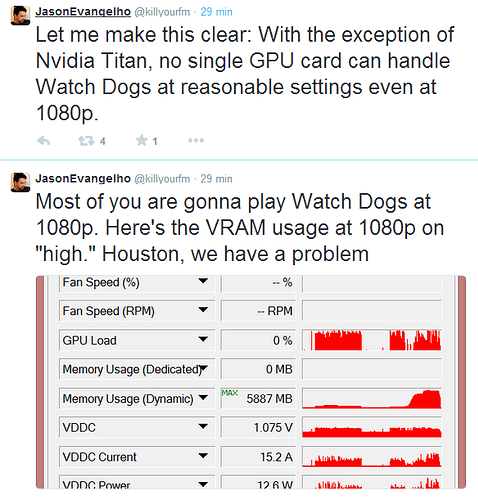 JasonEvangelho @killyourfm · 29 min
Let me make this clear: With the exception of
Nvidia Titan, no single GPU card can handle
Watch Dogs at reasonable settings even at
1080p.
4 1
JasonEvangelho @killyourfm · 29 min
Most of you are gonna play Watch Dogs at
1080p. Here's the VRAM usage at 1080p on
"high." Houston, we have a problem
Fan Speed (%) -- %
Fan Speed (RPM) -- RPM
GPU Load 0 %
Memory Usage (Dedicated) 0 MB
Memory Usage (Dynamic) MAX 5887 MB
VDDC 1.075 V
VDDC Current 15.2 A
VDDC Power 12.6 W